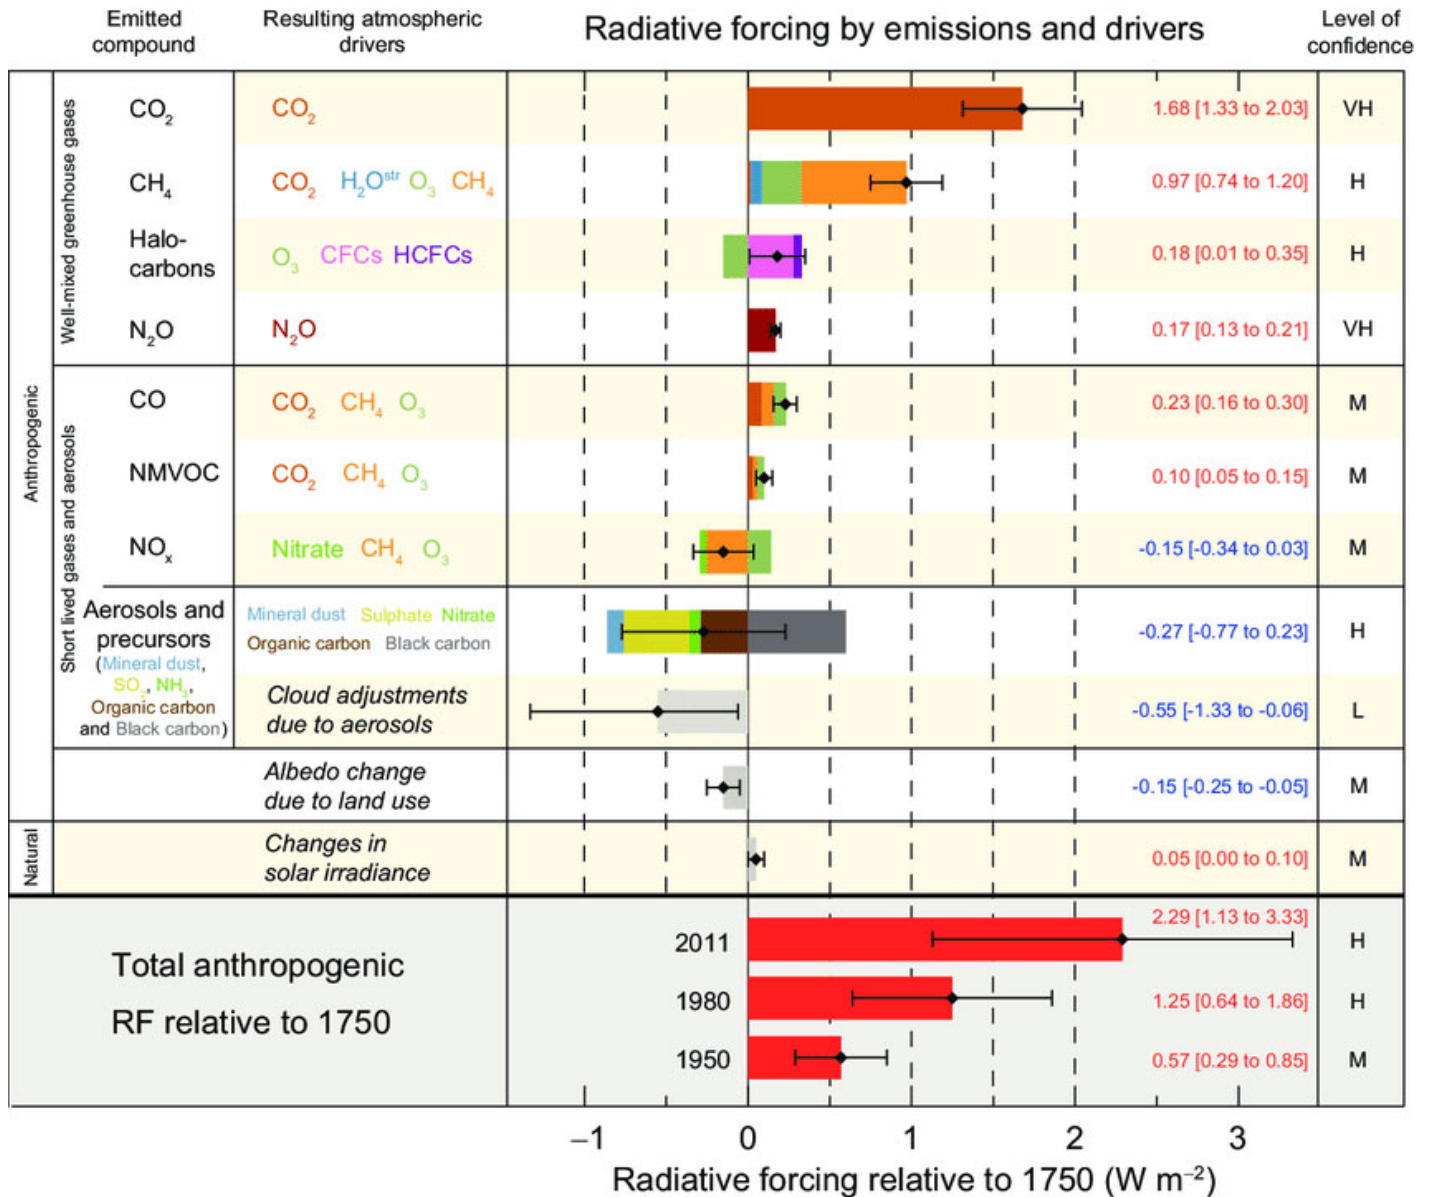 Emitted
compound
Resulting atmospheric
drivers
Radiative forcing by emissions and drivers
Level of
confidence
Anthropogenic
Well-mixed greenhouse gases
CO₂
CO₂
1.68 [1.33 to 2.03]
VH
CH₄
CO₂ H₂Oˢᵗʳ O₃ CH₄
0.97 [0.74 to 1.20]
H
Halo-
carbons
O₃ CFCs HCFCs
0.18 [0.01 to 0.35]
H
N₂O
N₂O
0.17 [0.13 to 0.21]
VH
Short lived gases and aerosols
CO
CO₂ CH₄ O₃
0.23 [0.16 to 0.30]
M
NMVOC
CO₂ CH₄ O₃
0.10 [0.05 to 0.15]
M
NOₓ
Nitrate CH₄ O₃
-0.15 [-0.34 to 0.03]
M
Aerosols and
precursors
(Mineral dust,
SO₂, NH₃,
Organic carbon
and Black carbon)
Mineral dust Sulphate Nitrate
Organic carbon Black carbon
-0.27 [-0.77 to 0.23]
H
Cloud adjustments
due to aerosols
-0.55 [-1.33 to -0.06]
L
Albedo change
due to land use
-0.15 [-0.25 to -0.05]
M
Natural
Changes in
solar irradiance
0.05 [0.00 to 0.10]
M
Total anthropogenic
RF relative to 1750
2011
2.29 [1.13 to 3.33]
H
1980
1.25 [0.64 to 1.86]
H
1950
0.57 [0.29 to 0.85]
M
−1 0 1 2 3
Radiative forcing relative to 1750 (W m⁻²)